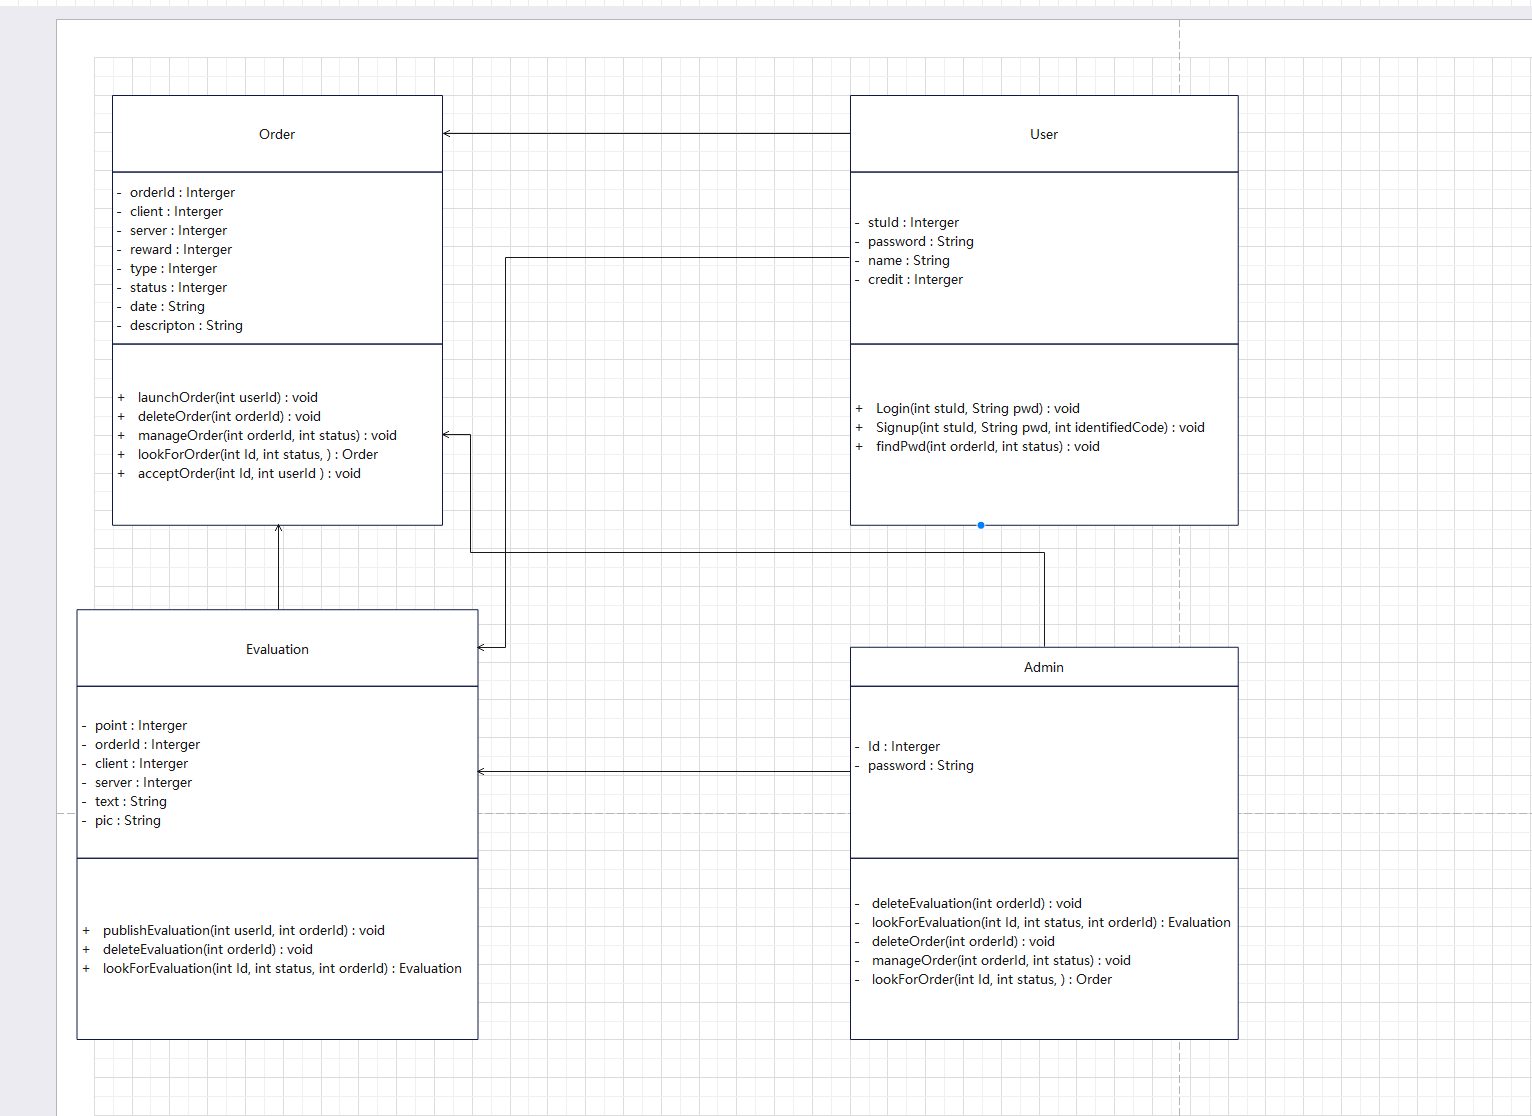 Order
- orderId : Interger
- client : Interger
- server : Interger
- reward : Interger
- type : Interger
- status : Interger
- date : String
- descripton : String
+ launchOrder(int userId) : void
+ deleteOrder(int orderId) : void
+ manageOrder(int orderId, int status) : void
+ lookForOrder(int Id, int status, ) : Order
+ acceptOrder(int Id, int userId ) : void
User
- stuId : Interger
- password : String
- name : String
- credit : Interger
+ Login(int stuId, String pwd) : void
+ Signup(int stuId, String pwd, int identifiedCode) : void
+ findPwd(int orderId, int status) : void
Evaluation
- point : Interger
- orderId : Interger
- client : Interger
- server : Interger
- text : String
- pic : String
+ publishEvaluation(int userId, int orderId) : void
+ deleteEvaluation(int orderId) : void
+ lookForEvaluation(int Id, int status, int orderId) : Evaluation
Admin
- Id : Interger
- password : String
- deleteEvaluation(int orderId) : void
- lookForEvaluation(int Id, int status, int orderId) : Evaluation
- deleteOrder(int orderId) : void
- manageOrder(int orderId, int status) : void
- lookForOrder(int Id, int status, ) : Order